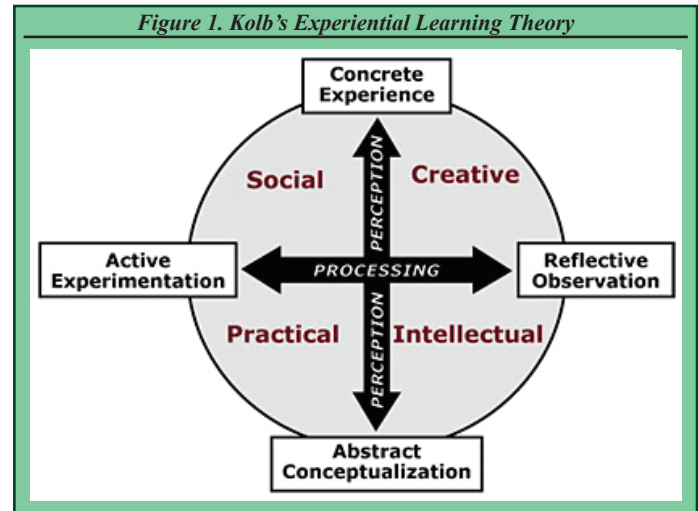 Figure 1. Kolb's Experiential Learning Theory
Concrete
Experience
PERCEPTION
Social
Creative
Active
Experimentation
PROCESSING
Reflective
Observation
Practical
Intellectual
PERCEPTION
Abstract
Conceptualization